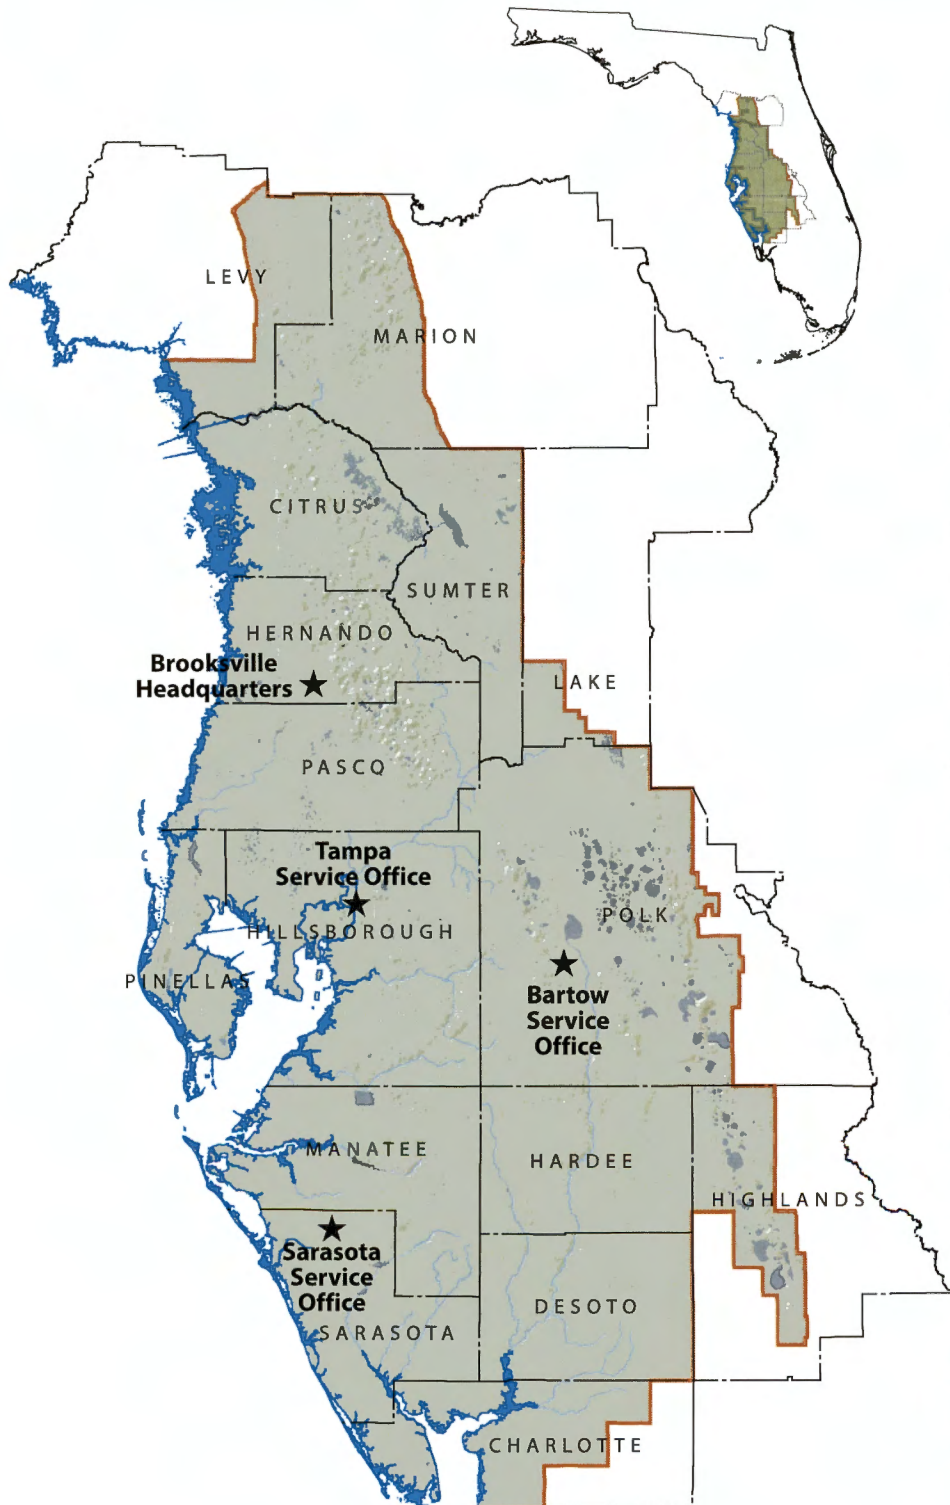 LEVY
MARION
CITRUS
SUMTER
HERNANDO
Brooksville
Headquarters
LAKE
PASCO
Tampa
Service Office
HILLSBOROUGH
POLK
PINELLAS
Bartow
Service
Office
MANATEE
HARDEE
HIGHLANDS
Sarasota
Service
Office
DESOTO
SARASOTA
CHARLOTTE